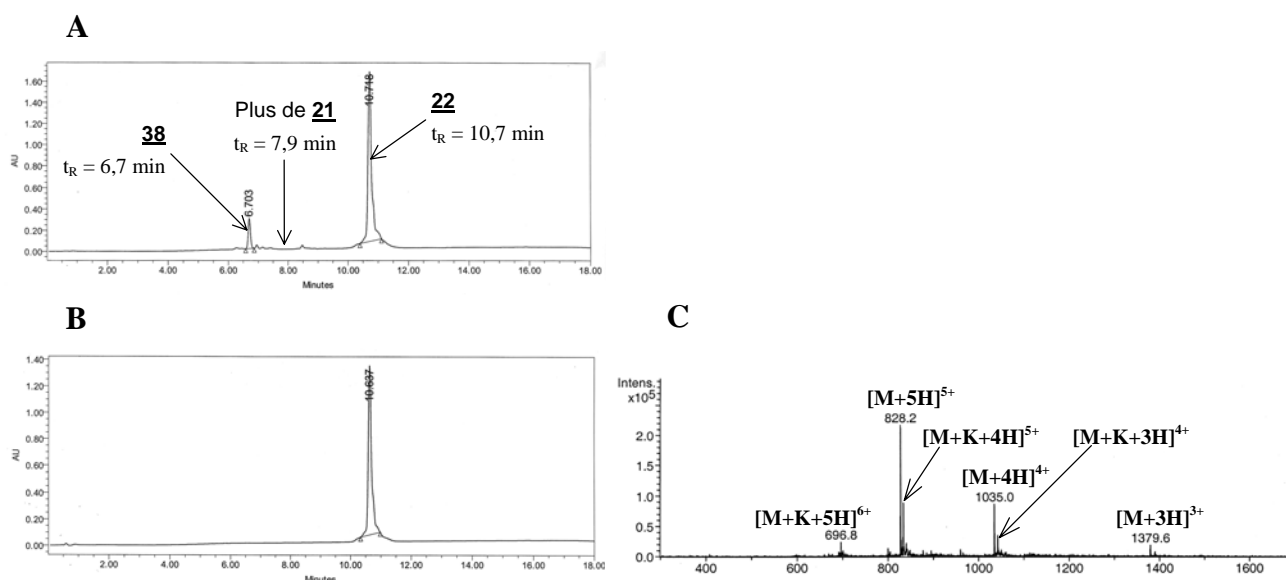 A
AU
1.60
1.40
1.20
1.00
0.80
0.60
0.40
0.20
0.00
38
tR = 6,7 min
Plus de 21
tR = 7,9 min
22
tR = 10,7 min
6.703
10.718
2.00 4.00 6.00 8.00 10.00 12.00 14.00 16.00 18.00
Minutes
B
AU
1.40
1.20
1.00
0.80
0.60
0.40
0.20
0.00
10.637
2.00 4.00 6.00 8.00 10.00 12.00 14.00 16.00 18.00
Minutes
C
Intens.
x10⁵
2.0
1.5
1.0
0.5
0.0
[M+5H]⁵⁺
828.2
[M+K+4H]⁵⁺
[M+K+3H]⁴⁺
[M+4H]⁴⁺
1035.0
[M+K+5H]⁶⁺
696.8
[M+3H]³⁺
1379.6
400 600 800 1000 1200 1400 1600